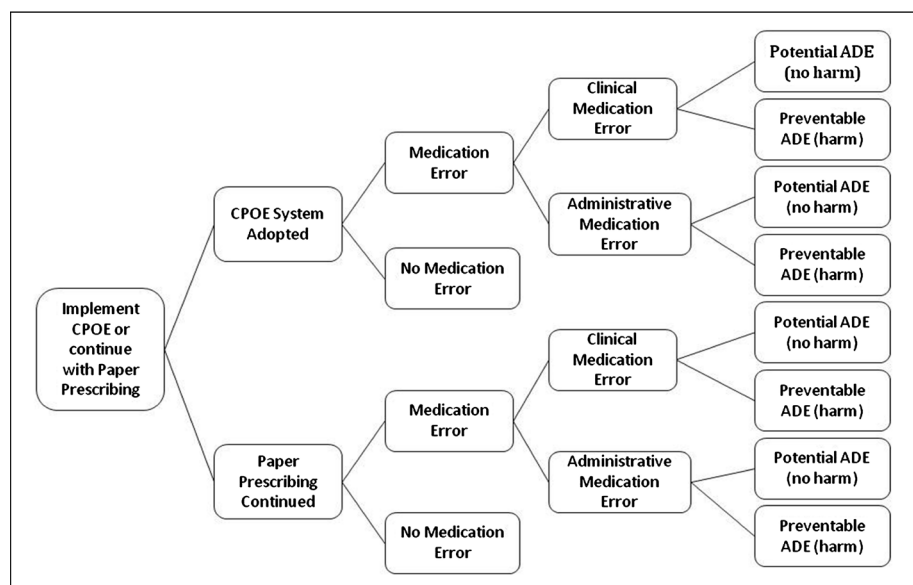 Implement
CPOE or
continue
with Paper
Prescribing
CPOE System
Adopted
Medication
Error
Clinical
Medication
Error
Potential ADE
(no harm)
Preventable
ADE (harm)
Administrative
Medication
Error
Potential ADE
(no harm)
Preventable
ADE (harm)
No Medication
Error
Paper
Prescribing
Continued
Medication
Error
Clinical
Medication
Error
Potential ADE
(no harm)
Preventable
ADE (harm)
Administrative
Medication
Error
Potential ADE
(no harm)
Preventable
ADE (harm)
No Medication
Error